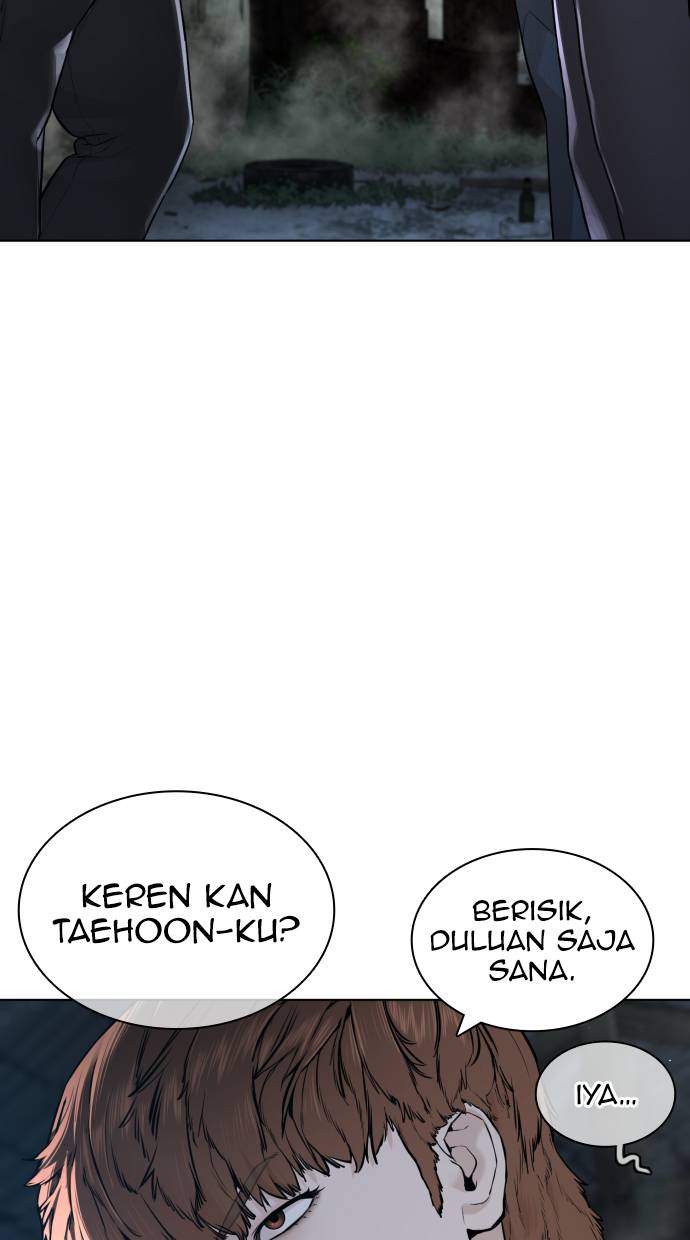 KEREN KAN
TAEHOON-KU?
BERISIK,
DULUAN SAJA
SANA.
IYA...